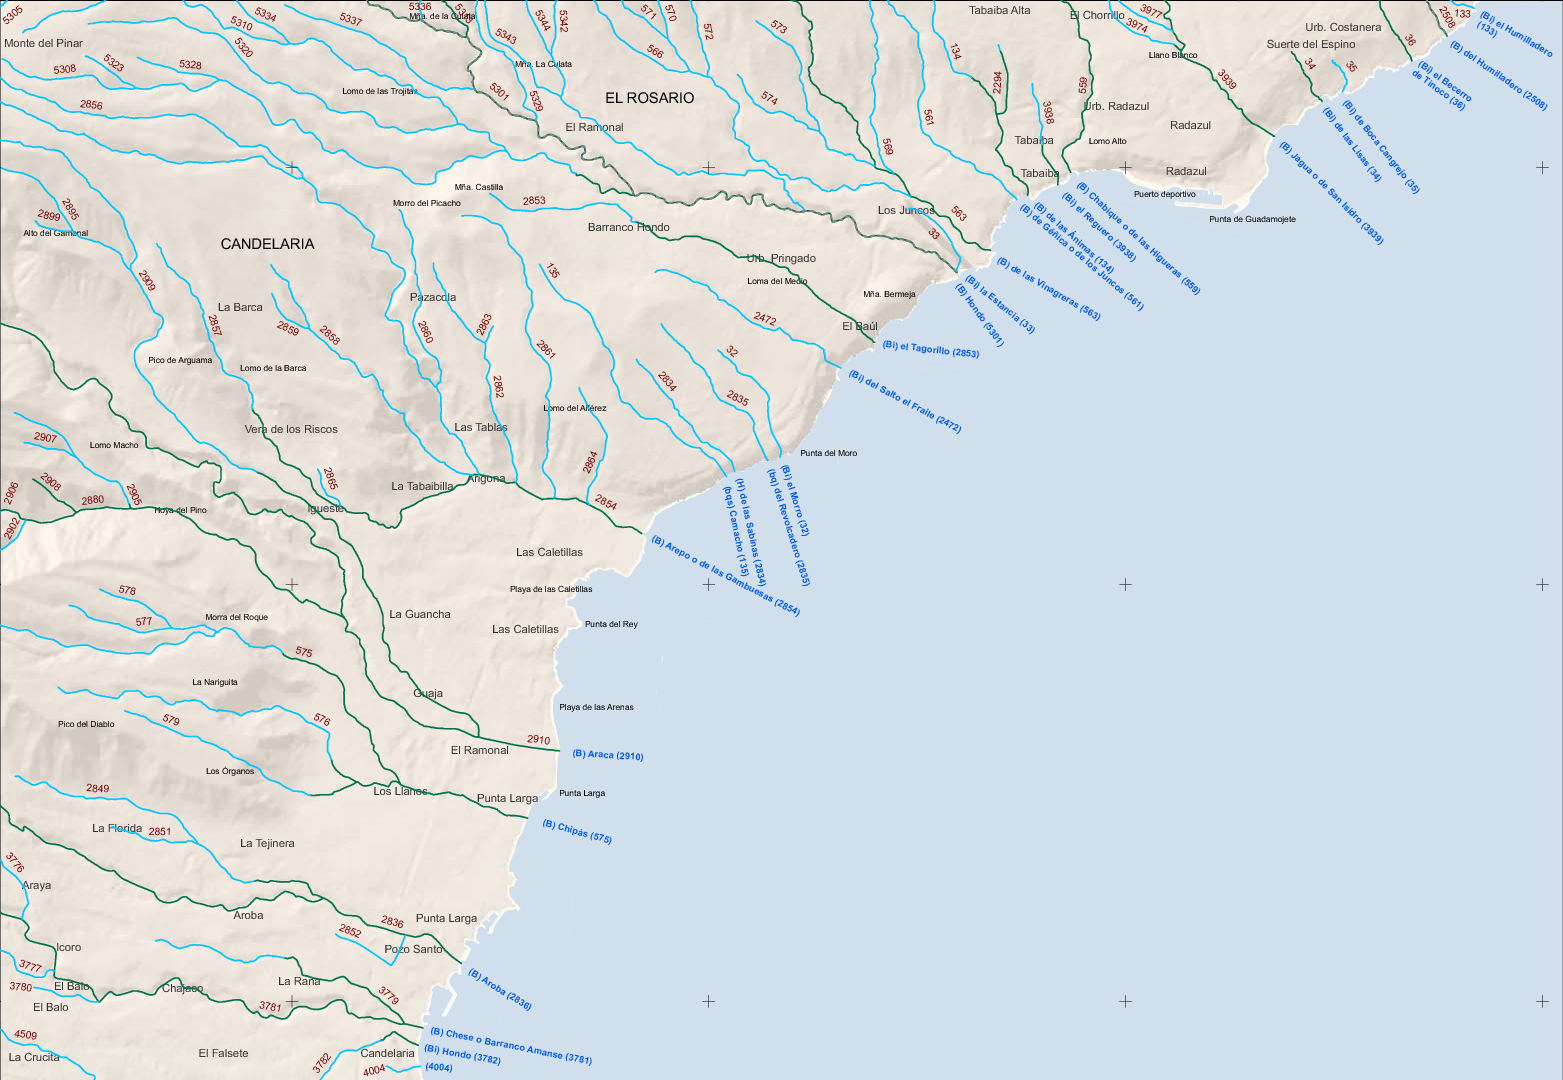 5305
5310
5334
5337
5336
Mña. de la Culata
5343
5344
5342
571
570
572
573
134
Tabaiba Alta
El Chorrillo
3977
3974
Urb. Costanera
2508
133
(Bi) el Humilladero
(133)
Monte del Pinar
5320
566
Llano Blanco
Suerte del Espino
36
34
35
(B) del Humilladero (2508)
5308
5323
5328
Mña. La Culata
(Bi) el Becerro
de Tinoco (36)
2856
Lomo de las Trojitas
5301
5329
EL ROSARIO
574
561
2294
559
3938
3939
Urb. Radazul
Radazul
(Bi) de Boca Cangrejo (35)
(Bi) de las Lisas (34)
El Ramonal
569
Tabaiba
Lomo Alto
(B) Jagua o de San Isidro (3939)
Tabaiba
Radazul
Mña. Castilla
Puerto deportivo
2853
Morro del Picacho
Los Juncos
563
Punta de Guadamojete
2895
2899
Alto del Gamonal
Barranco Hondo
33
(B) Chabique o de las Higueras (559)
(Bi) el Reguero (3938)
(B) de las Ánimas (134)
(B) de Géñica o de los Juncos (561)
CANDELARIA
Urb. Pringado
(B) de las Vinagreras (563)
135
2909
Loma del Medio
(Bi) la Estancia (33)
(B) Hondo (5301)
Pazacola
Mña. Bermeja
La Barca
2857
2859
2858
2860
2863
2472
El Baúl
2861
32
(Bi) el Tagorillo (2853)
Pico de Arguama
Lomo de la Barca
2862
2834
2835
(Bi) del Salto el Fraile (2472)
Lomo del Alférez
Vera de los Riscos
Las Tablas
2907
Lomo Macho
Punta del Moro
2864
2865
Angona
(Bi) el Morro (32)
(bq) del Revolcadero (2835)
(H) de las Sabinas (2834)
(bqs) Camacho (135)
2906
2908
2880
2905
La Tabaibilla
2854
Hoya del Pino
Igueste
2902
(B) Arepo o de las Gambuesas (2854)
Las Caletillas
578
Playa de las Caletillas
577
Morra del Roque
La Guancha
Las Caletillas
Punta del Rey
575
La Nariguita
Guaja
Playa de las Arenas
Pico del Diablo
579
576
2910
El Ramonal
(B) Araca (2910)
Los Órganos
2849
Los Llanos
Punta Larga
Punta Larga
(B) Chipás (575)
La Florida
2851
La Tejinera
3776
Araya
Aroba
2836
Punta Larga
2852
Pozo Santo
Icoro
3777
(B) Aroba (2836)
3780
El Balo
Chajaco
La Rana
3779
El Balo
3781
4509
(B) Chese o Barranco Amanse (3781)
La Crucita
El Falsete
3782
Candelaria
(Bi) Hondo (3782)
4004
(4004)